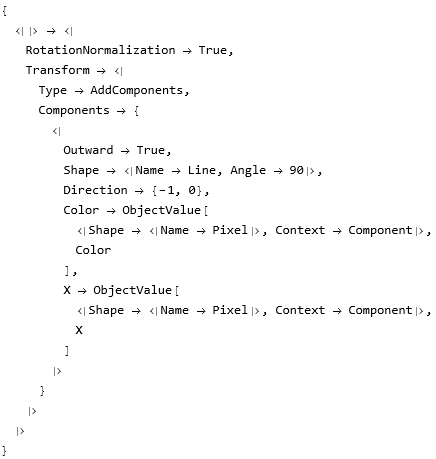 {
  <| |> → <|
    RotationNormalization → True,
    Transform → <|
      Type → AddComponents,
      Components → {
        <|
          Outward → True,
          Shape → <|Name → Line, Angle → 90|>,
          Direction → {-1, 0},
          Color → ObjectValue[
            <|Shape → <|Name → Pixel|>, Context → Component|>,
            Color
          ],
          X → ObjectValue[
            <|Shape → <|Name → Pixel|>, Context → Component|>,
            X
          ]
        |>
      }
    |>
  |>
}